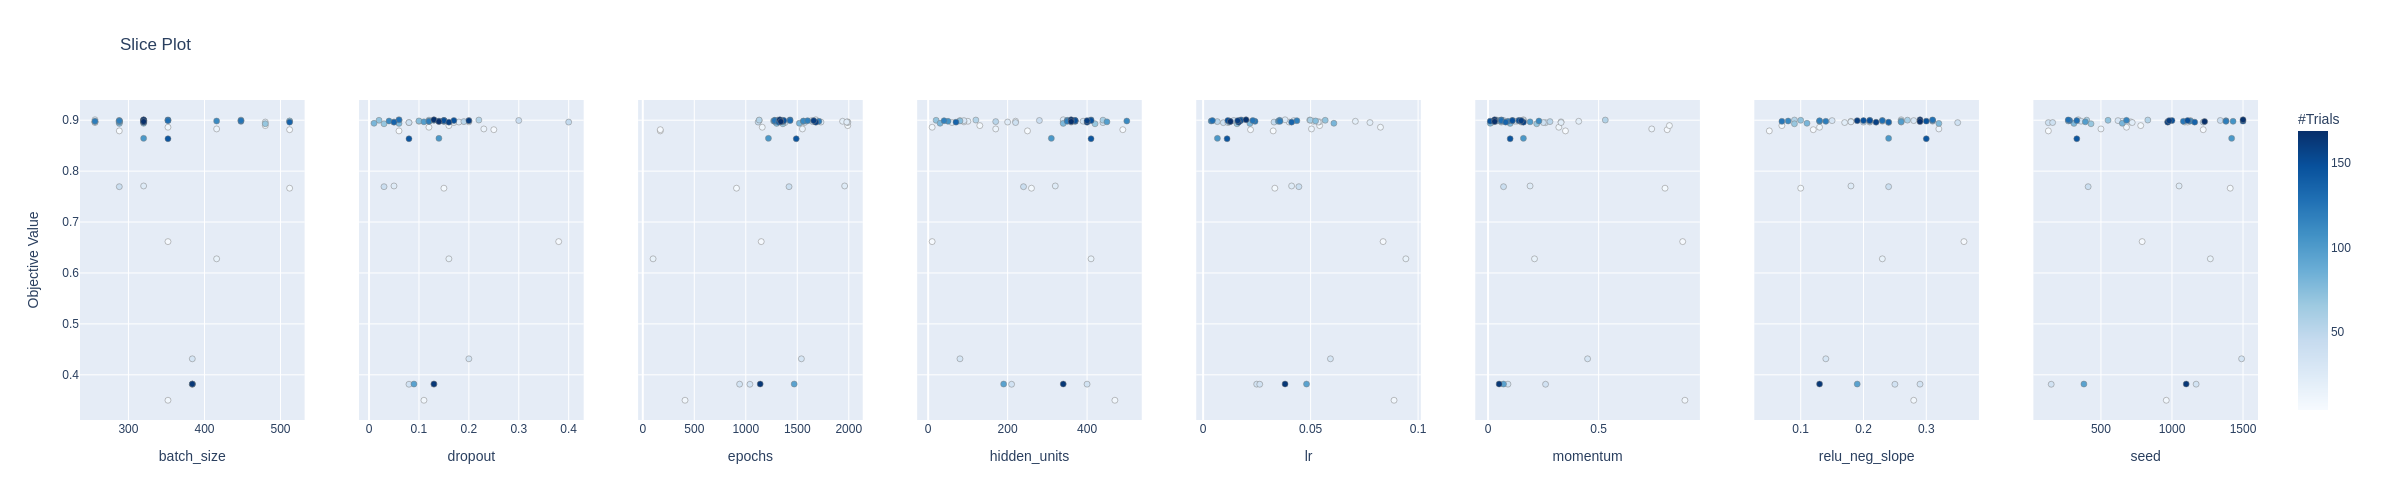 Slice Plot
#Trials
0.9
0.8
0.7
0.6
0.5
0.4
Objective Value
150
100
50
300 400 500
0 0.1 0.2 0.3 0.4
0 500 1000 1500 2000
0 200 400
0 0.05 0.1
0 0.5
0.1 0.2 0.3
500 1000 1500
batch_size dropout epochs hidden_units lr momentum relu_neg_slope seed